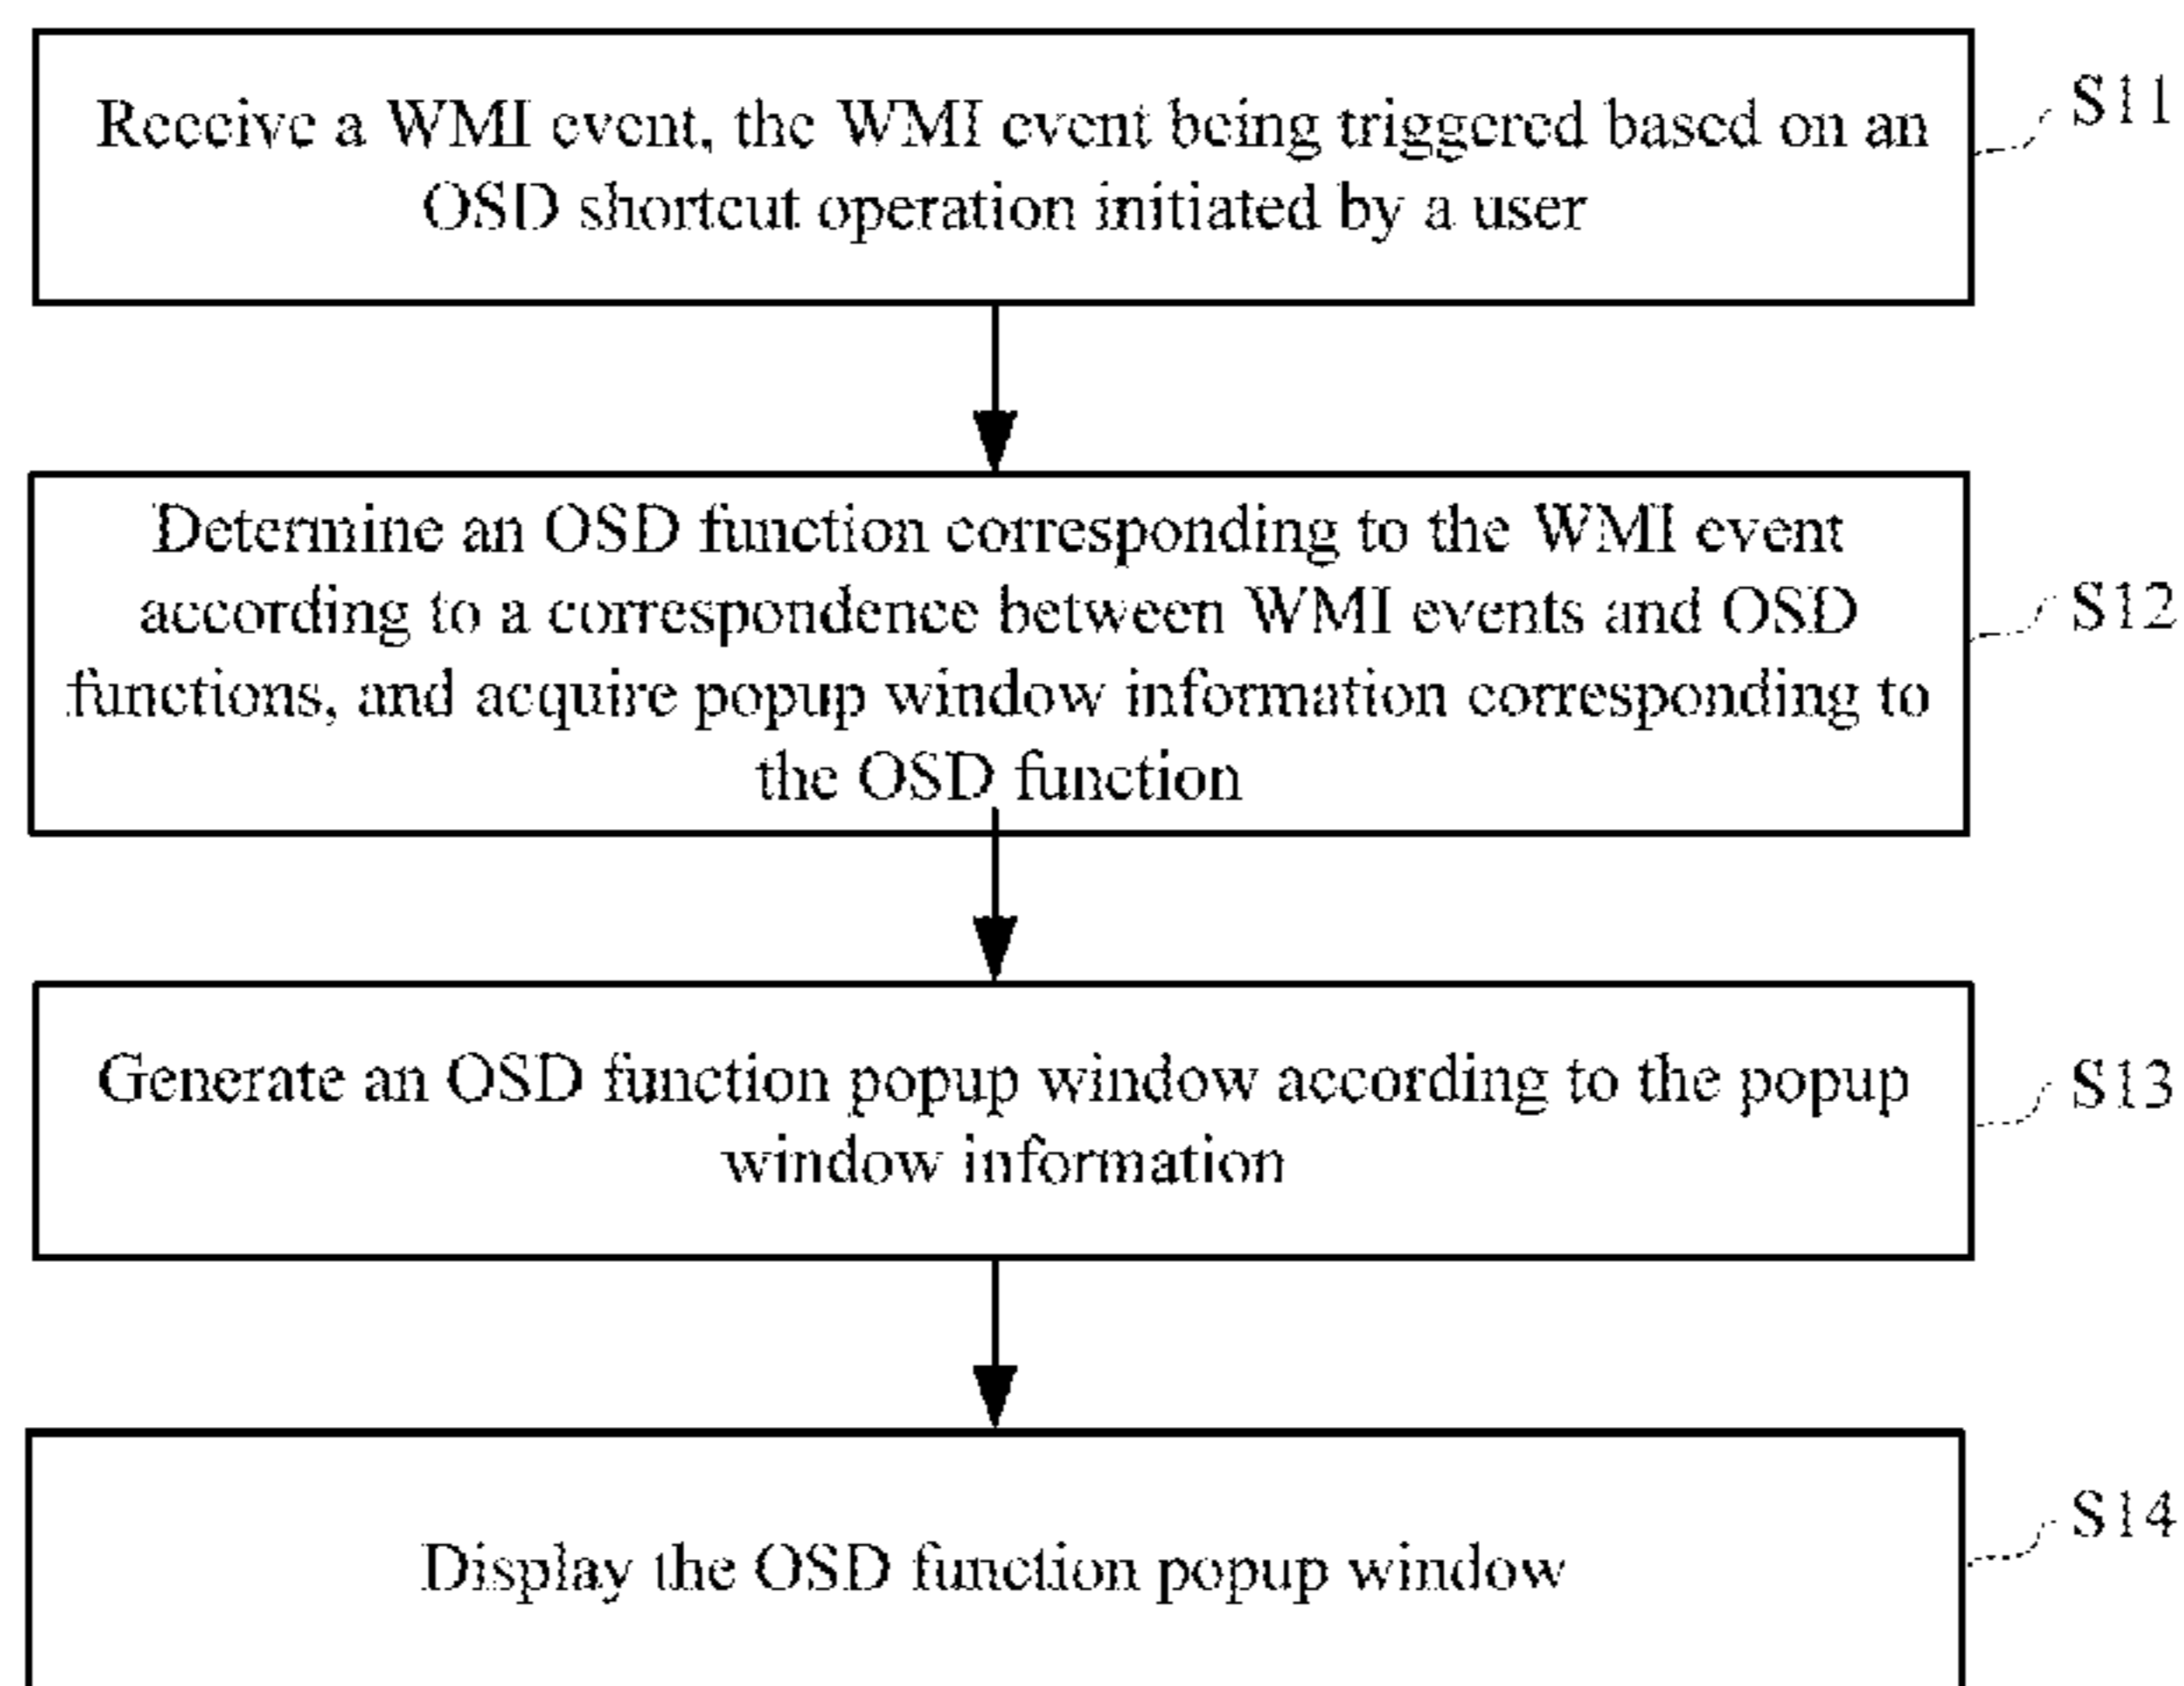 Receive a WMI event, the WMI event being triggered based on an
OSD shortcut operation initiated by a user
S11
Determine an OSD function corresponding to the WMI event
according to a correspondence between WMI events and OSD
functions, and acquire popup window information corresponding to
the OSD function
S12
Generate an OSD function popup window according to the popup
window information
S13
Display the OSD function popup window
S14